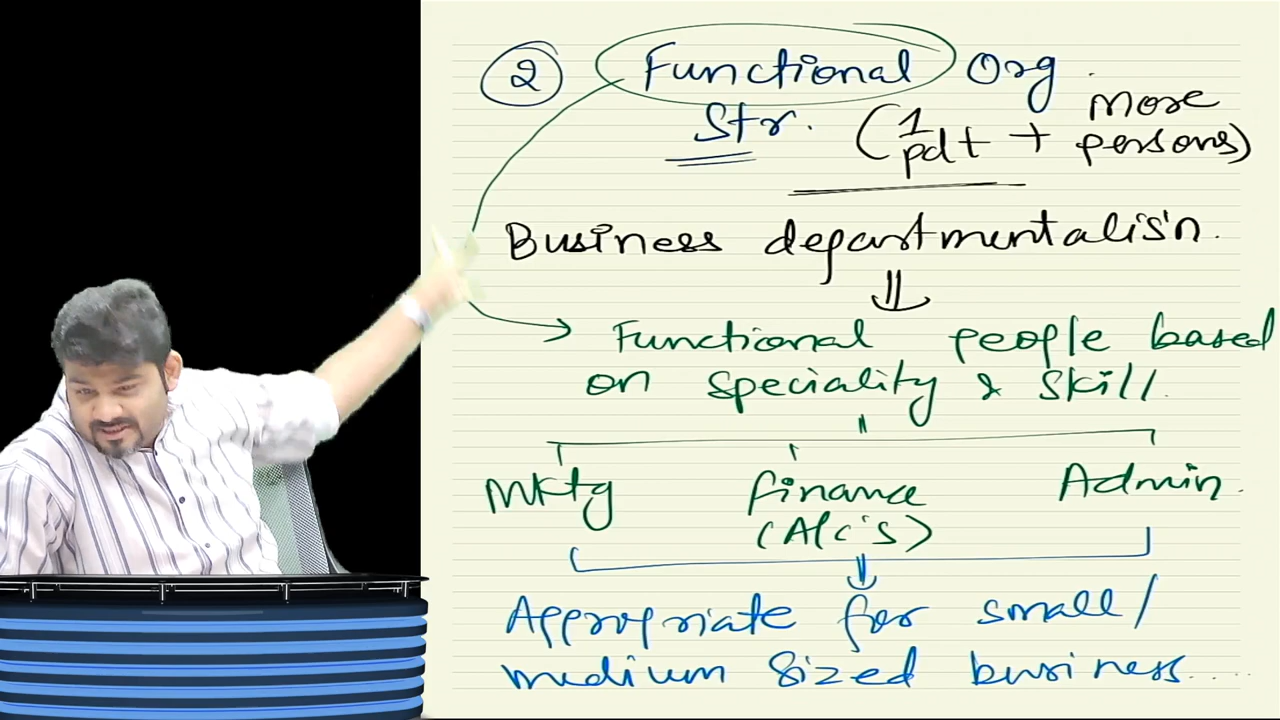 ② Functional Org
Str. (1 pdt + more persons)
Business departmentalis'n.
Functional people based
on speciality & skill
Mktg finance Admin.
(A/c's)
Appropriate for small/
medium sized business....